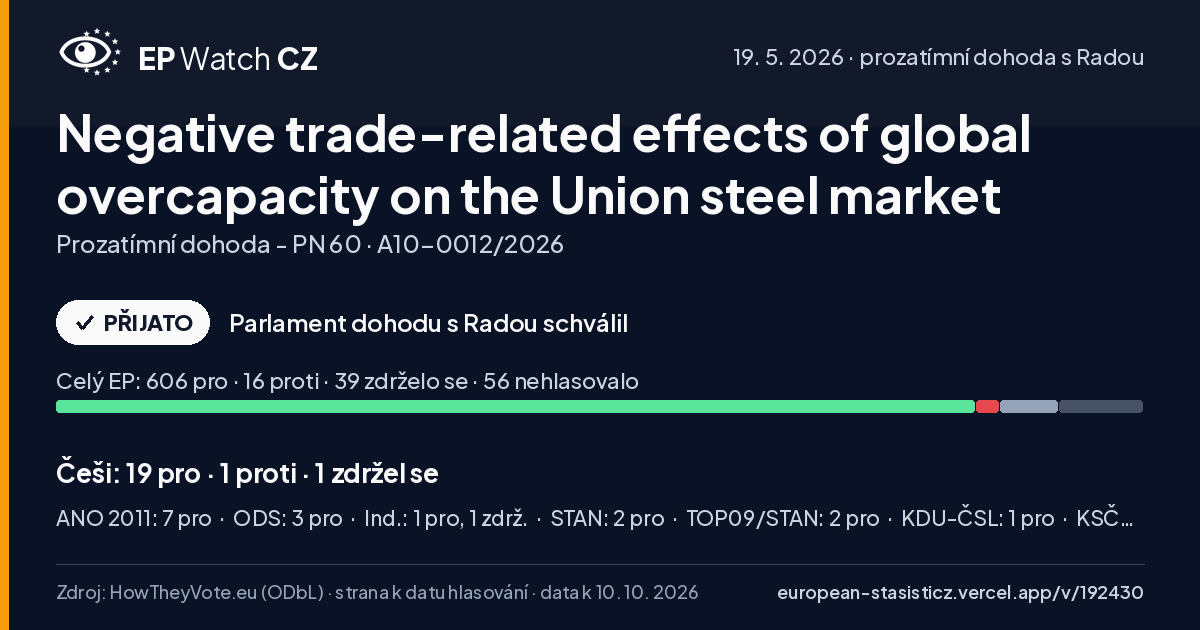 EP Watch CZ
19. 5. 2026 · prozatímní dohoda s Radou
Negative trade-related effects of global
overcapacity on the Union steel market
Prozatímní dohoda - PN 60 · A10-0012/2026
✓ PŘIJATO
Parlament dohodu s Radou schválil
Celý EP: 606 pro · 16 proti · 39 zdrželo se · 56 nehlasovalo
Češi: 19 pro · 1 proti · 1 zdržel se
ANO 2011: 7 pro · ODS: 3 pro · Ind.: 1 pro, 1 zdrž. · STAN: 2 pro · TOP09/STAN: 2 pro · KDU-ČSL: 1 pro · KSČ…
Zdroj: HowTheyVote.eu (ODbL) · strana k datu hlasování · data k 10. 10. 2026
european-stasisticz.vercel.app/v/192430